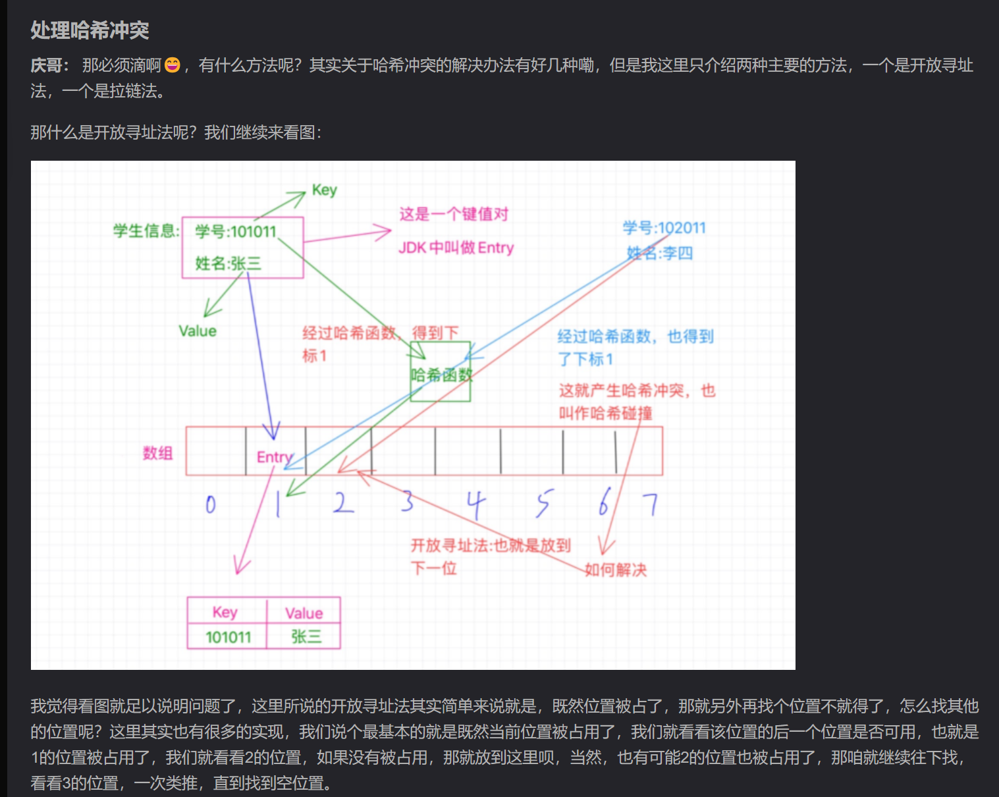 处理哈希冲突
庆哥： 那必须滴啊😄，有什么方法呢？其实关于哈希冲突的解决办法有好几种嘞，但是我这里只介绍两种主要的方法，一个是开放寻址
法，一个是拉链法。
那什么是开放寻址法呢？我们继续来看图：
Key
学生信息:
学号:101011
姓名:张三
这是一个键值对
JDK 中叫做 Entry
学号:102011
姓名:李四
Value
经过哈希函数，得到下
标 1
哈希函数
经过哈希函数，也得到
了下标 1
这就产生哈希冲突，也
叫作哈希碰撞
数组
Entry
0 1 2 3 4 5 6 7
开放寻址法:也就是放到
下一位
如何解决
Key Value
101011 张三
我觉得看图就足以说明问题了，这里所说的开放寻址法其实简单来说就是，既然位置被占了，那就另外再找个位置不就得了，怎么找其他
的位置呢？这里其实也有很多的实现，我们说个最基本的就是既然当前位置被占用了，我们就看看该位置的后一个位置是否可用，也就是
1的位置被占用了，我们就看看2的位置，如果没有被占用，那就放到这里呗，当然，也有可能2的位置也被占用了，那咱就继续往下找，
看看3的位置，一次类推，直到找到空位置。